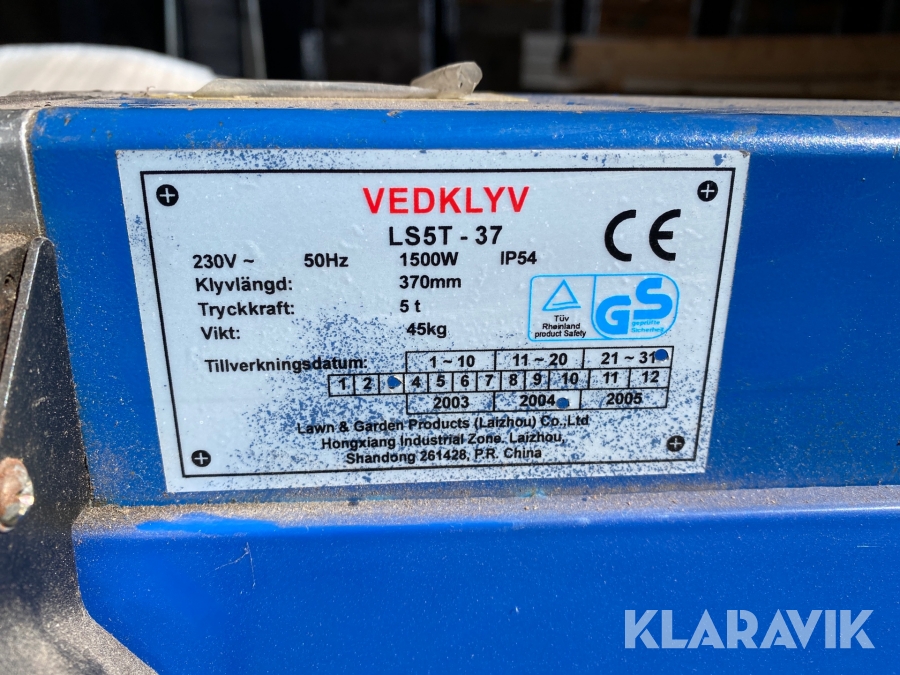 VEDKLYV
LS5T - 37
CE
230V ~ 50Hz 1500W IP54
Klyvlängd: 370mm
Tryckkraft: 5 t
Vikt: 45kg
Tüv
Rheinland
product Safety
GS
geprüfte
Sicherheit
Tillverkningsdatum: 1 ~ 10 11 ~ 20 21 ~ 31
1 2 4 5 6 7 8 9 10 11 12
2003 2004 2005
Lawn & Garden Products (Laizhou) Co.,Ltd
Hongxiang Industrial Zone. Laizhou,
Shandong 261428, P.R. China
KLARAVIK